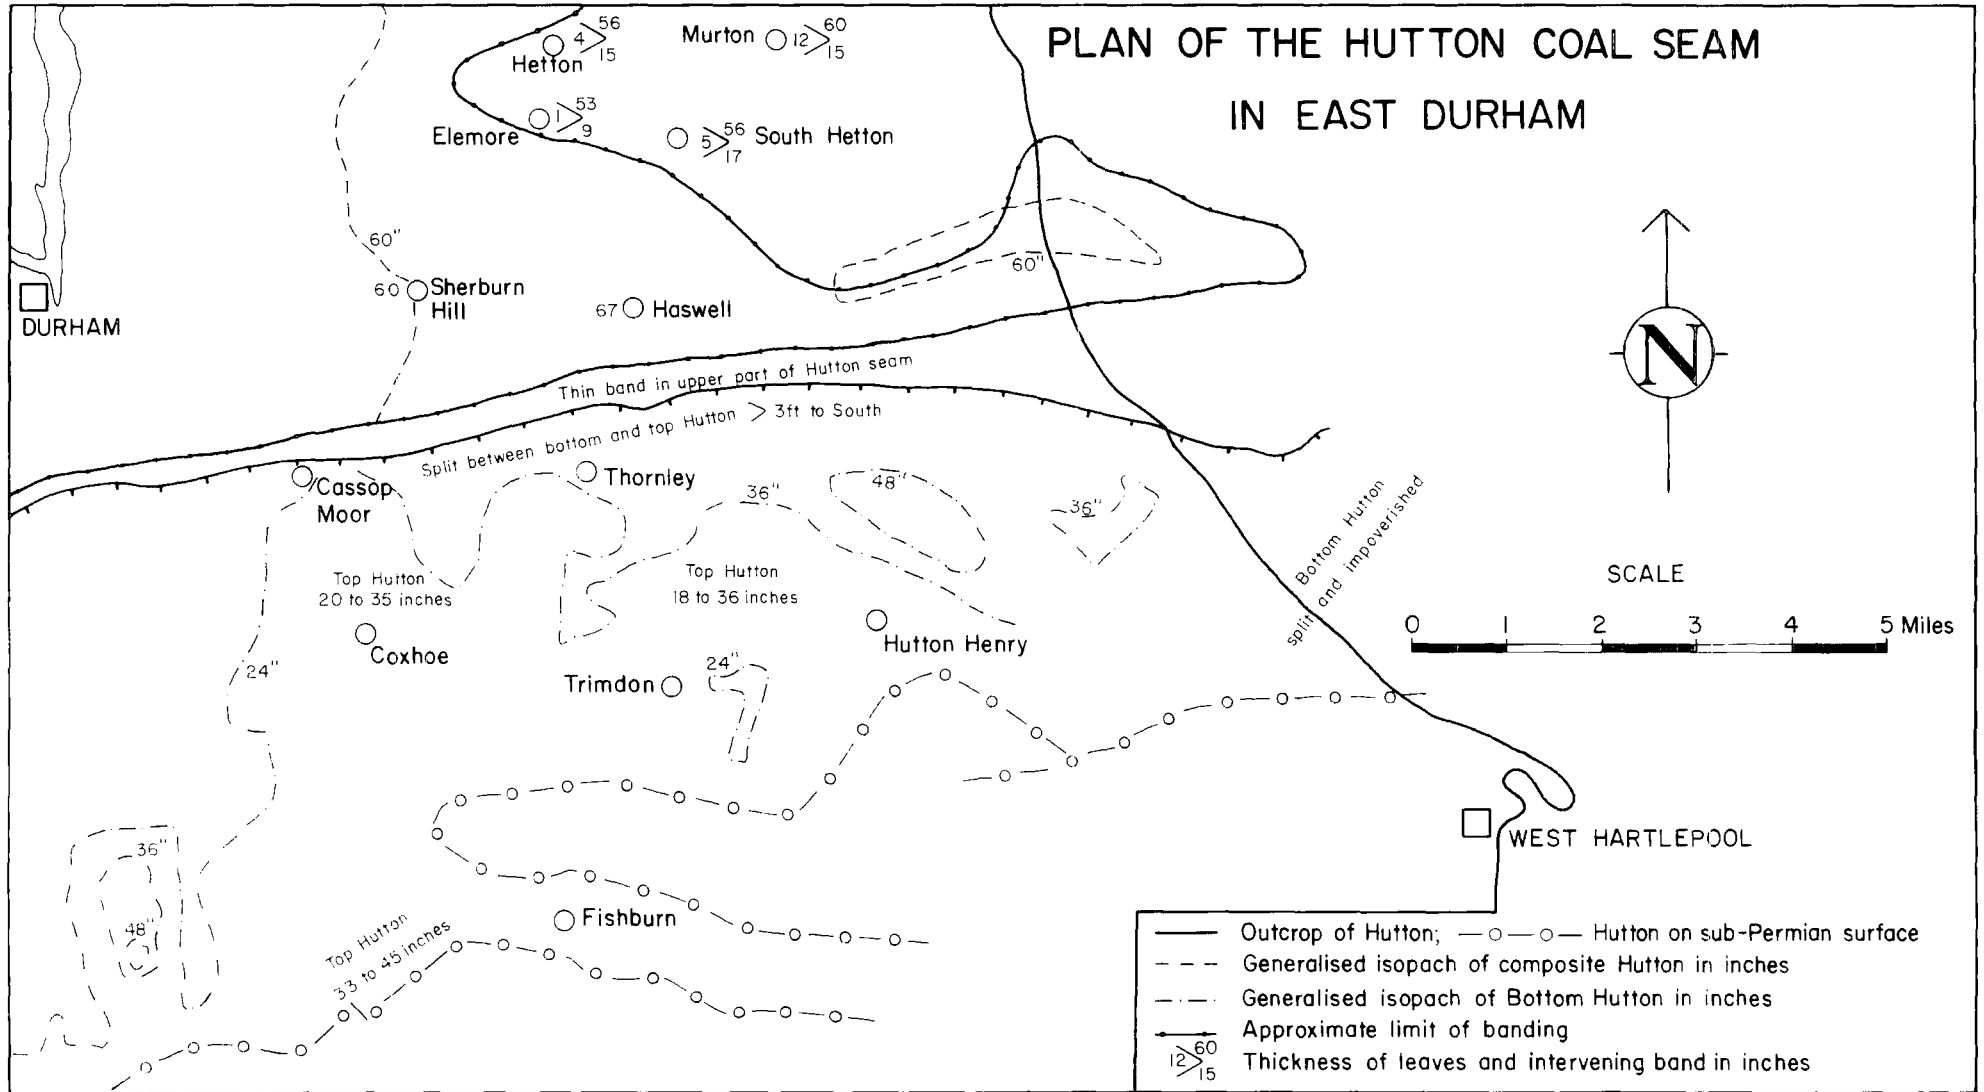 PLAN OF THE HUTTON COAL SEAM
IN EAST DURHAM
4>56
15
Hetton
Murton
12>60
15
1>53
9
Elemore
5>56
17
South Hetton
60"
60"
60
Sherburn
Hill
67
Haswell
DURHAM
Thin band in upper part of Hutton seam
Split between bottom and top Hutton > 3ft to South
Cassop
Moor
Thornley
36"
48"
36"
Top Hutton
20 to 35 inches
Top Hutton
18 to 36 inches
Bottom Hutton
split and impoverished
Coxhoe
Hutton Henry
24"
Trimdon
24"
N
SCALE
0 1 2 3 4 5 Miles
WEST HARTLEPOOL
36"
48"
Top Hutton
33 to 45 inches
Fishburn
Outcrop of Hutton; Hutton on sub-Permian surface
Generalised isopach of composite Hutton in inches
Generalised isopach of Bottom Hutton in inches
Approximate limit of banding
12>60
15
Thickness of leaves and intervening band in inches